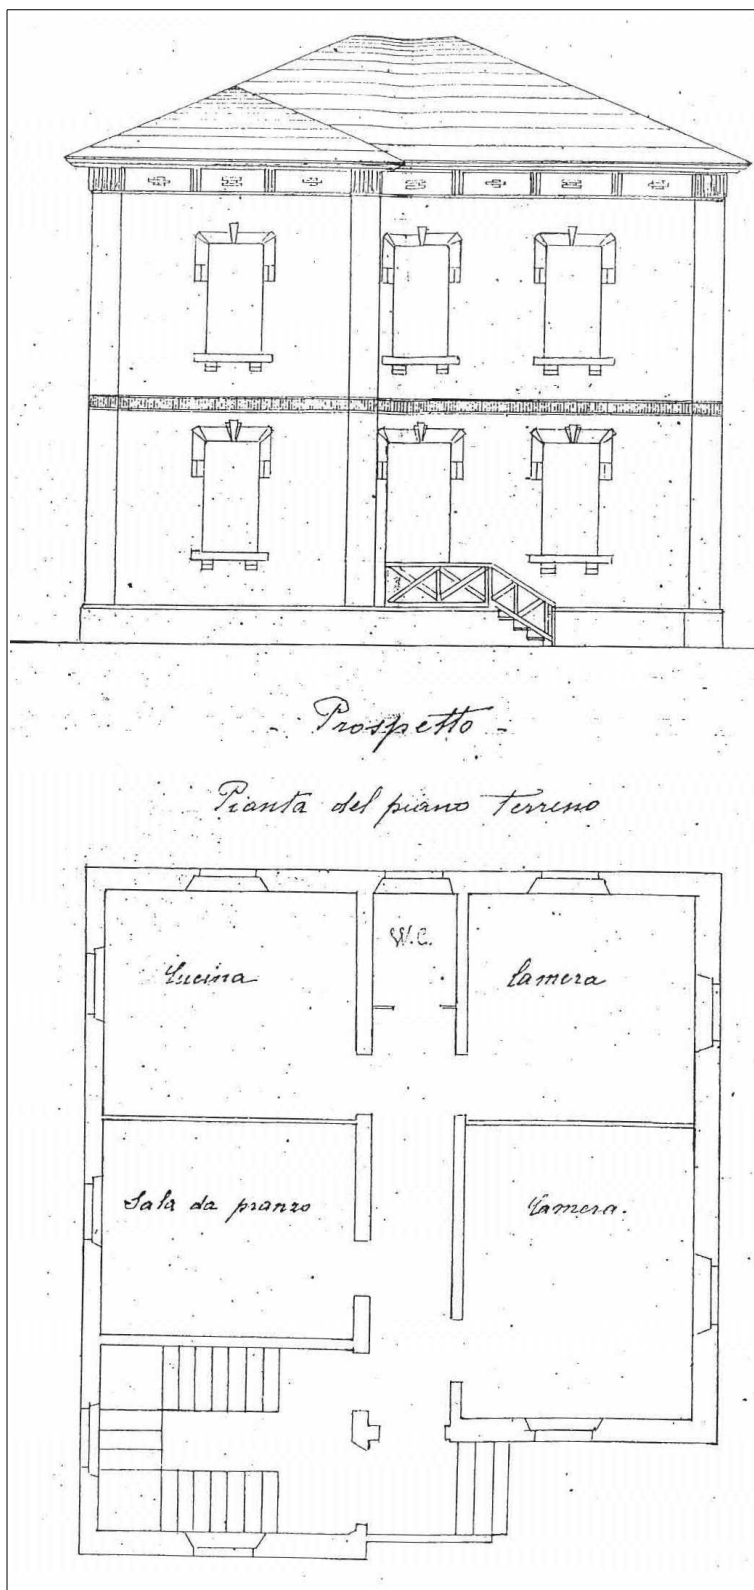 - Prospetto -
Pianta del piano terreno
Cucina
W.C.
Camera
Sala da pranzo
Camera.